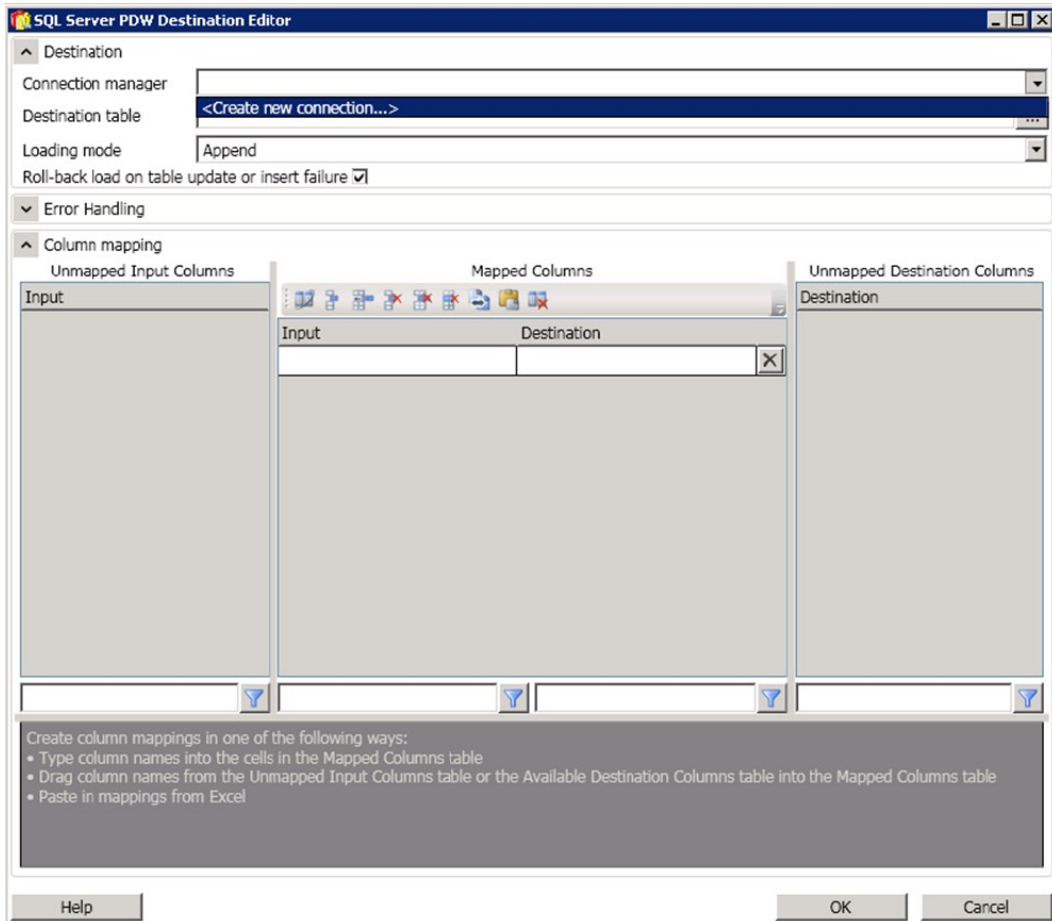 SQL Server PDW Destination Editor
Destination
Connection manager
<Create new connection...>
Destination table
...
Loading mode Append
Roll-back load on table update or insert failure
Error Handling
Column mapping
Unmapped Input Columns Mapped Columns Unmapped Destination Columns
Input Destination
Input Destination
Create column mappings in one of the following ways:
• Type column names into the cells in the Mapped Columns table
• Drag column names from the Unmapped Input Columns table or the Available Destination Columns table into the Mapped Columns table
• Paste in mappings from Excel
Help OK Cancel